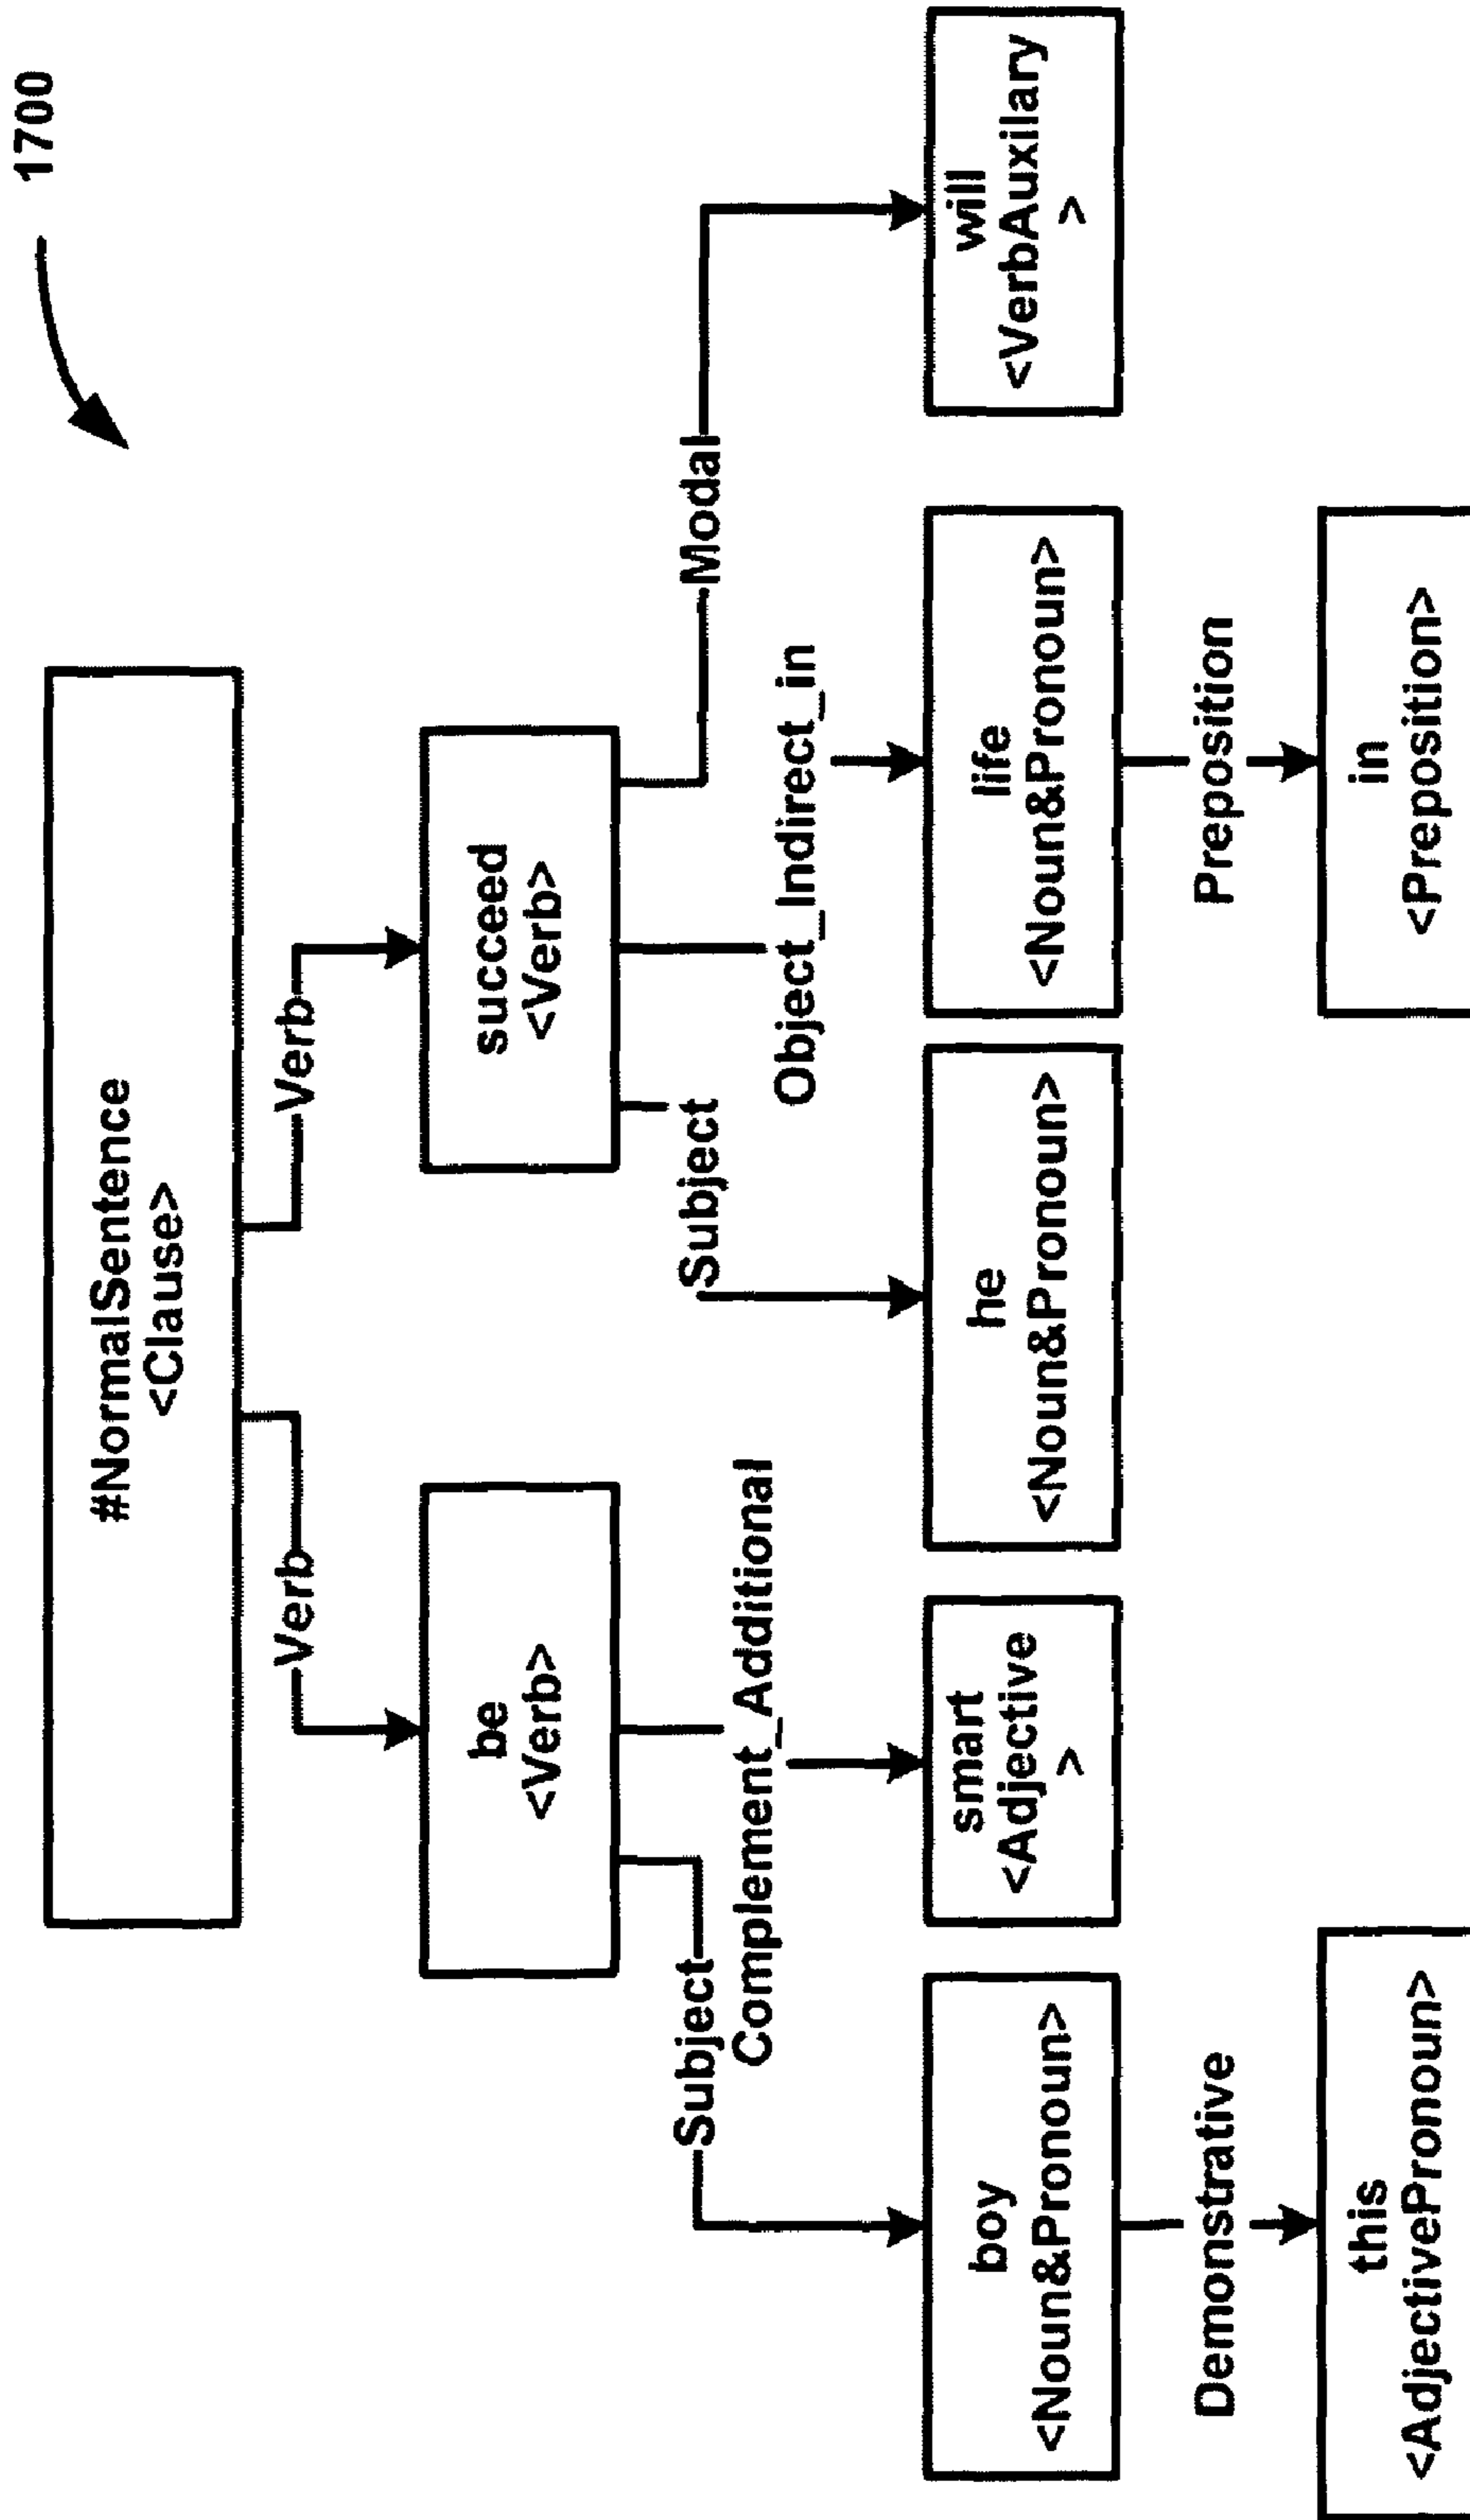 1700
#NormalSentence
<Clause>
Verb
Verb
be
<Verb>
succeed
<Verb>
Subject
Complement_Additional
Subject
Object_Indirect_in
Modal
boy
<Noun&Pronoun>
smart
<Adjective
>
he
<Noun&Pronoun>
life
<Noun&Pronoun>
will
<VerbAuxilary
>
Demonstrative
Preposition
this
<AdjectivePronoun>
in
<Preposition>